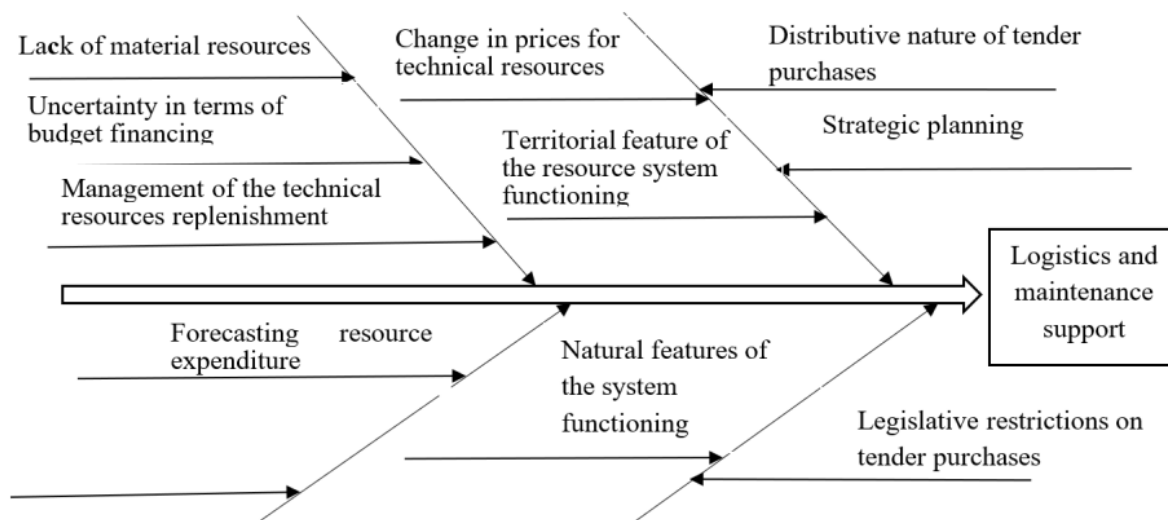 Lack of material resources
Uncertainty in terms of
budget financing
Management of the technical
resources replenishment
Change in prices for
technical resources
Territorial feature of
the resource system
functioning
Distributive nature of tender
purchases
Strategic planning
Logistics and
maintenance
support
Forecasting resource
expenditure
Natural features of
the system
functioning
Legislative restrictions on
tender purchases